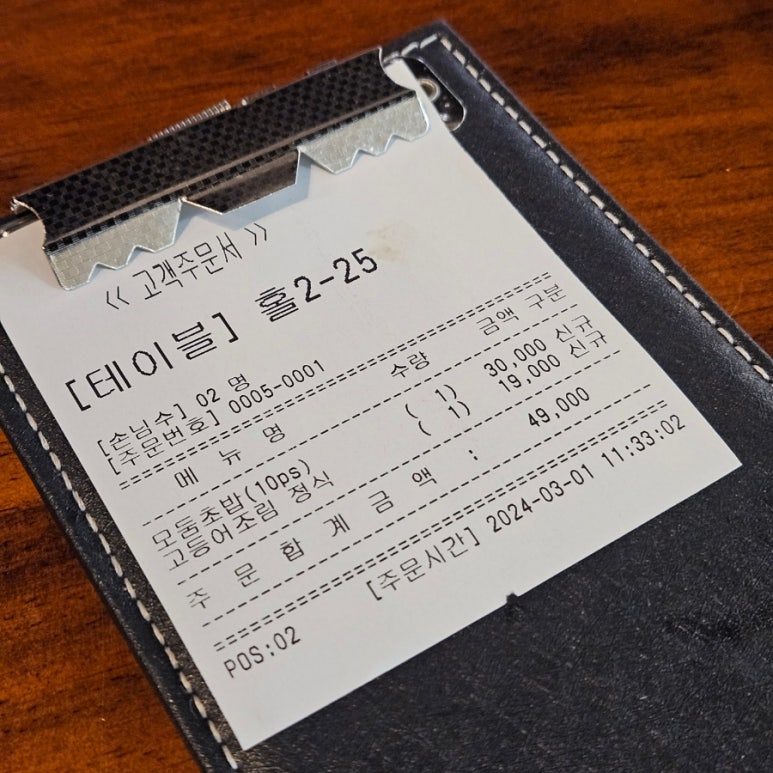 << 고객주문서 >>
[테이블] 홀2-25
[손님수] 02 명
[주문번호] 0005-0001
메 뉴 명 수량 금액 구분
모둠초밥(10ps) ( 1) 30,000 신규
고등어조림 정식 ( 1) 19,000 신규
주 문 합 계 금 액 : 49,000
[주문시간] 2024-03-01 11:33:02
POS:02